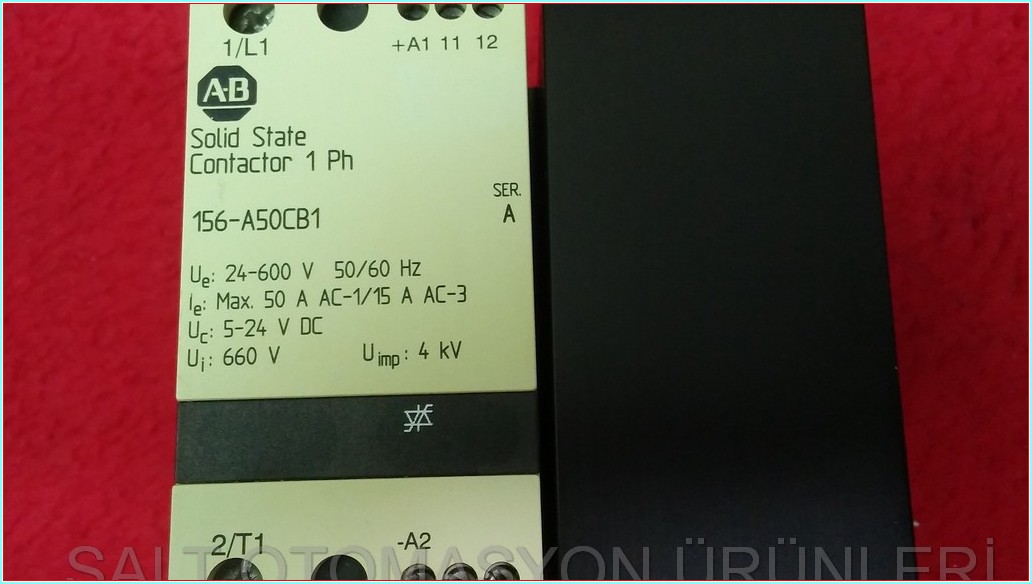 1/L1 +A1 11 12
A-B
Solid State
Contactor 1 Ph
SER.
156-A50CB1 A
Ue: 24-600 V 50/60 Hz
Ie: Max. 50 A AC-1/15 A AC-3
Uc: 5-24 V DC
Ui: 660 V Uimp: 4 kV
2/T1 -A2
ŞALT OTOMASYON ÜRÜNLERİ